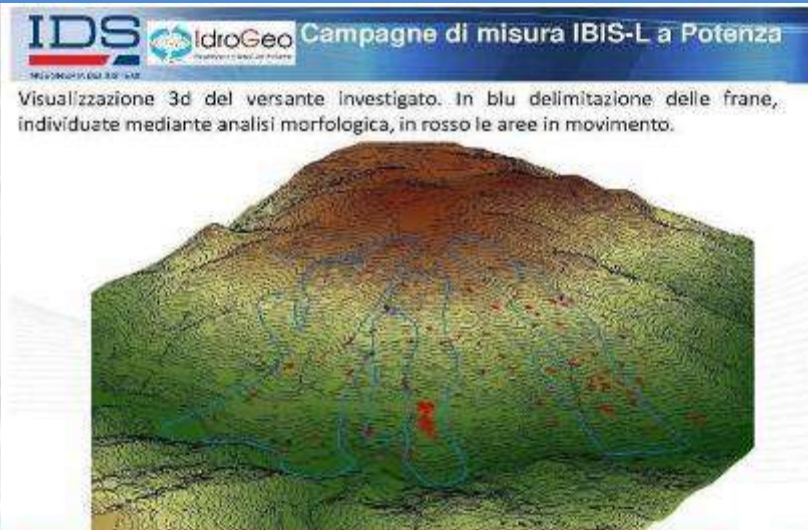 IDS
IdroGeo
Campagne di misura IBIS-L a Potenza
Visualizzazione 3d del versante investigato. In blu delimitazione delle frane,
individuate mediante analisi morfologica, in rosso le aree in movimento.